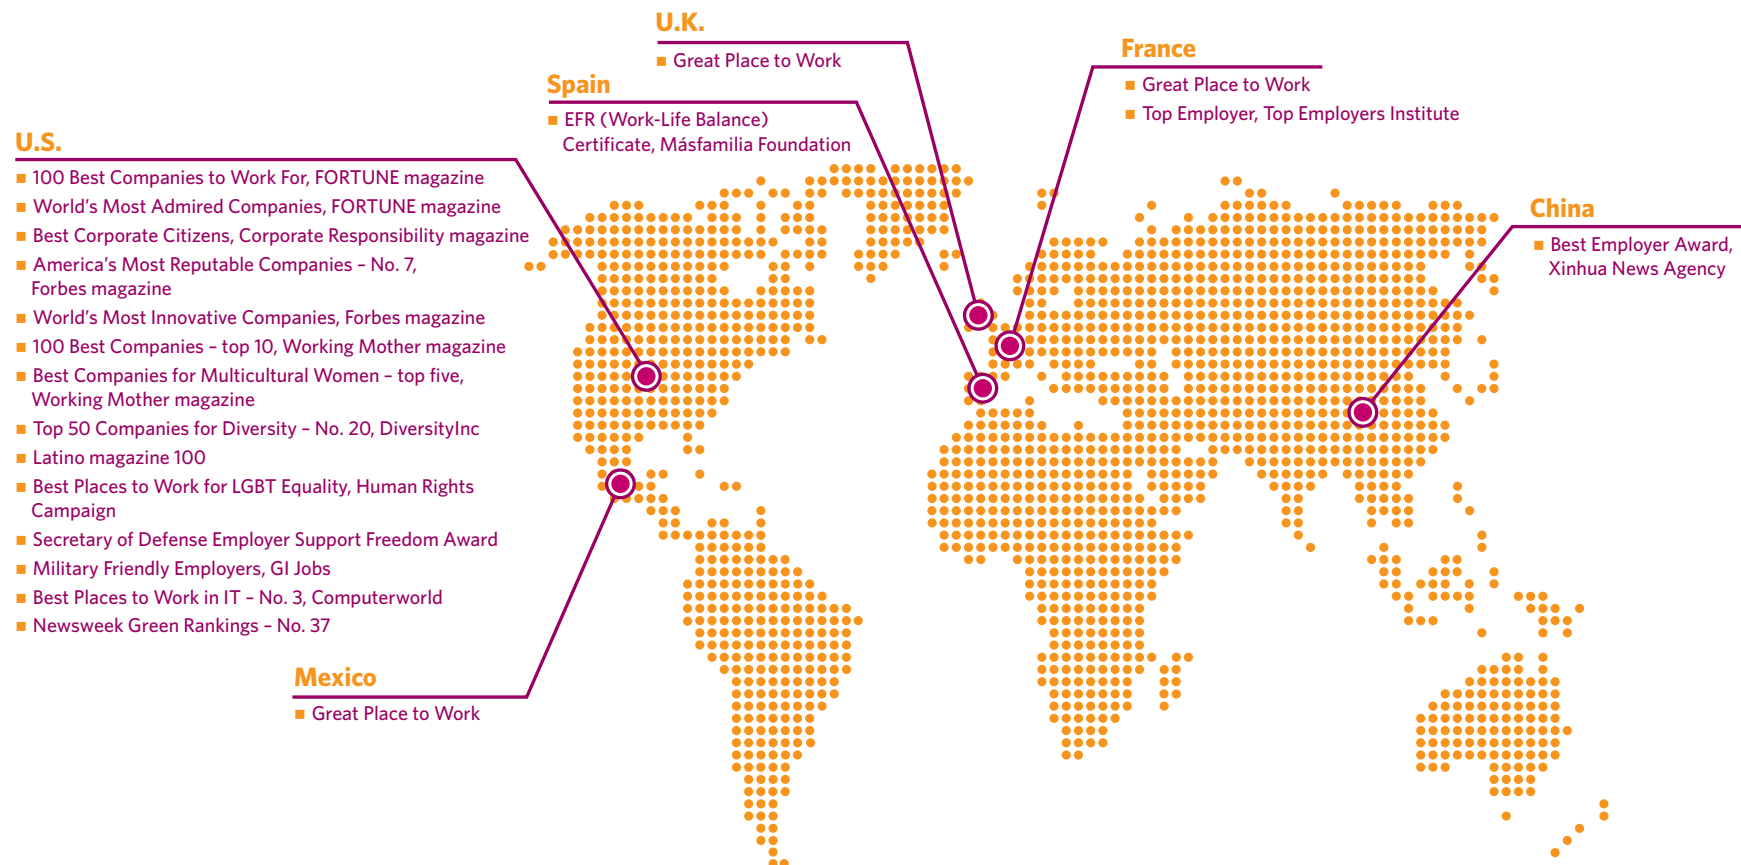 U.K.
■ Great Place to Work
Spain
■ EFR (Work-Life Balance)
Certificate, Másfamilia Foundation
France
■ Great Place to Work
■ Top Employer, Top Employers Institute
U.S.
■ 100 Best Companies to Work For, FORTUNE magazine
■ World’s Most Admired Companies, FORTUNE magazine
■ Best Corporate Citizens, Corporate Responsibility magazine
■ America’s Most Reputable Companies – No. 7,
Forbes magazine
■ World’s Most Innovative Companies, Forbes magazine
■ 100 Best Companies – top 10, Working Mother magazine
■ Best Companies for Multicultural Women – top five,
Working Mother magazine
■ Top 50 Companies for Diversity – No. 20, DiversityInc
■ Latino magazine 100
■ Best Places to Work for LGBT Equality, Human Rights
Campaign
■ Secretary of Defense Employer Support Freedom Award
■ Military Friendly Employers, GI Jobs
■ Best Places to Work in IT – No. 3, Computerworld
■ Newsweek Green Rankings – No. 37
China
■ Best Employer Award,
Xinhua News Agency
Mexico
■ Great Place to Work